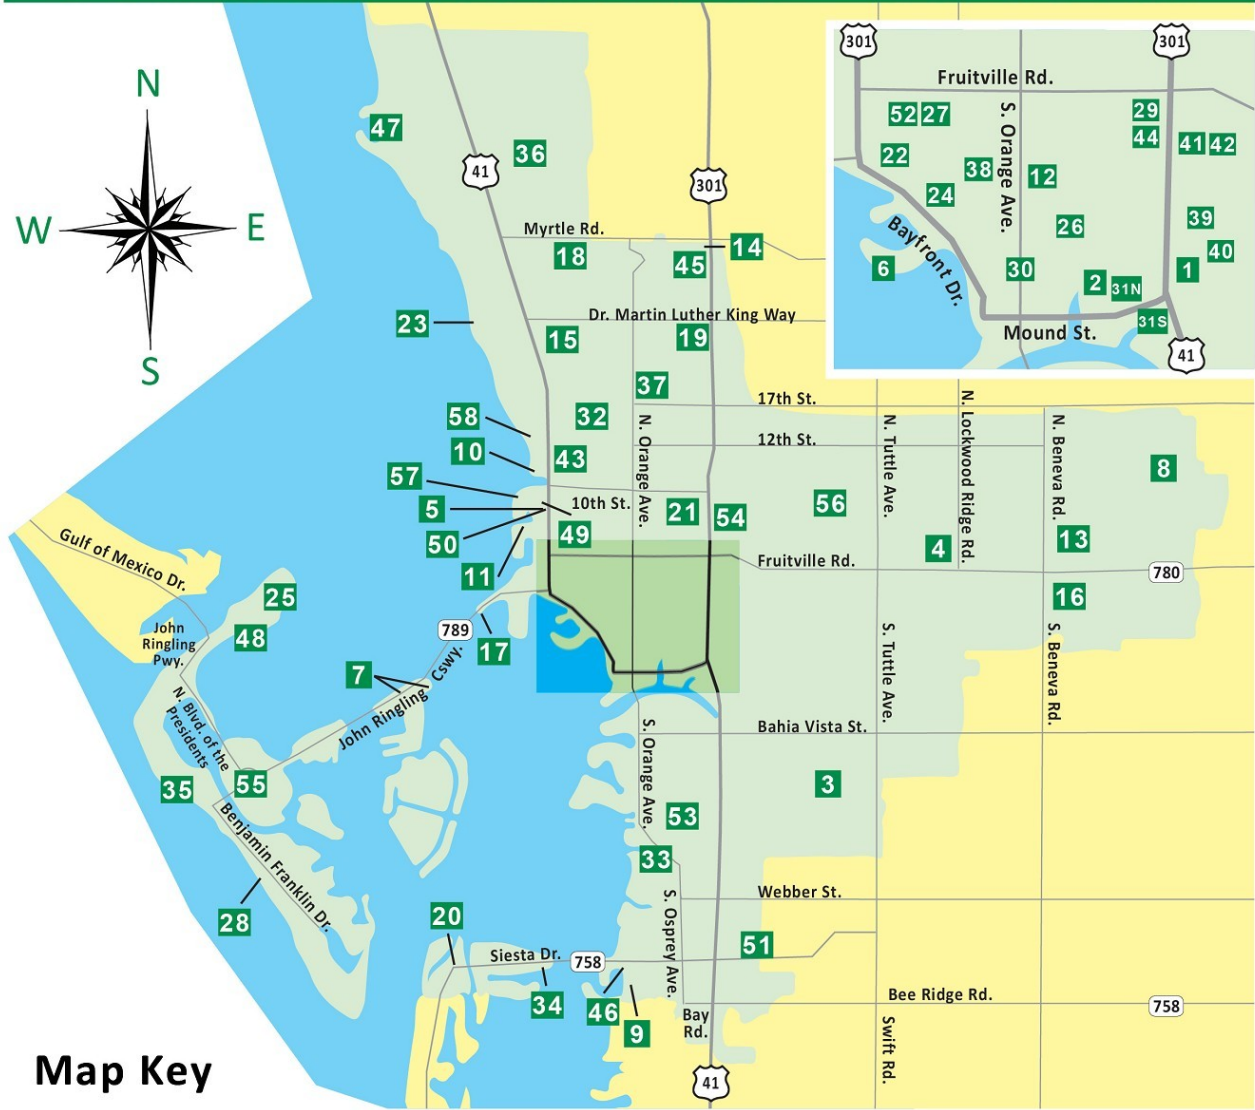 N
W
E
S
47
36
41
301
Myrtle Rd.
18
45
14
23
Dr. Martin Luther King Way
15
19
37
17th St.
58
32
N. Orange Ave.
12th St.
10
43
57
5
10th St.
21
54
56
50
49
11
N. Tuttle Ave.
N. Lockwood Ridge Rd.
N. Beneva Rd.
8
4
13
Fruitville Rd.
780
16
Gulf of Mexico Dr.
25
48
John
Ringling
Pwy.
789
17
7
John Ringling
Cswy.
N. Blvd. of the
Presidents
S. Tuttle Ave.
S. Beneva Rd.
S. Orange Ave.
Bahia Vista St.
35
55
3
53
33
Benjamin Franklin Dr.
28
Webber St.
S. Osprey Ave.
20
Siesta Dr.
758
51
34
46
9
Bee Ridge Rd.
758
Bay
Rd.
Swift Rd.
41
Map Key
301
301
Fruitville Rd.
52
27
S. Orange Ave.
29
44
41
42
22
38
12
24
26
39
Bayfront Dr.
6
30
2
31N
1
40
31S
Mound St.
41